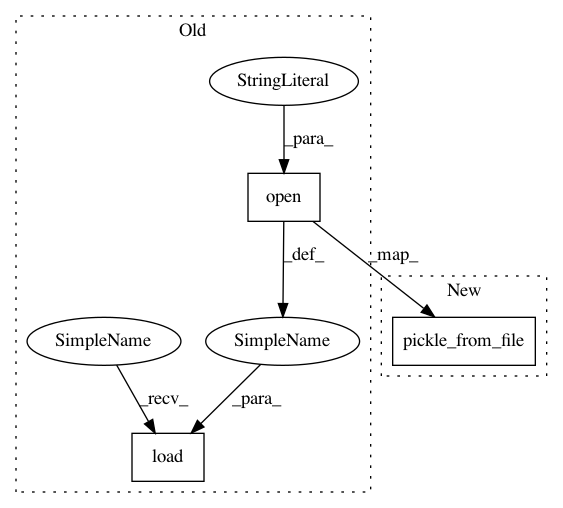 Old
StringLiteral
_para_
open
_def_
_map_
New
SimpleName
SimpleName
pickle_from_file
_recv_
_para_
load